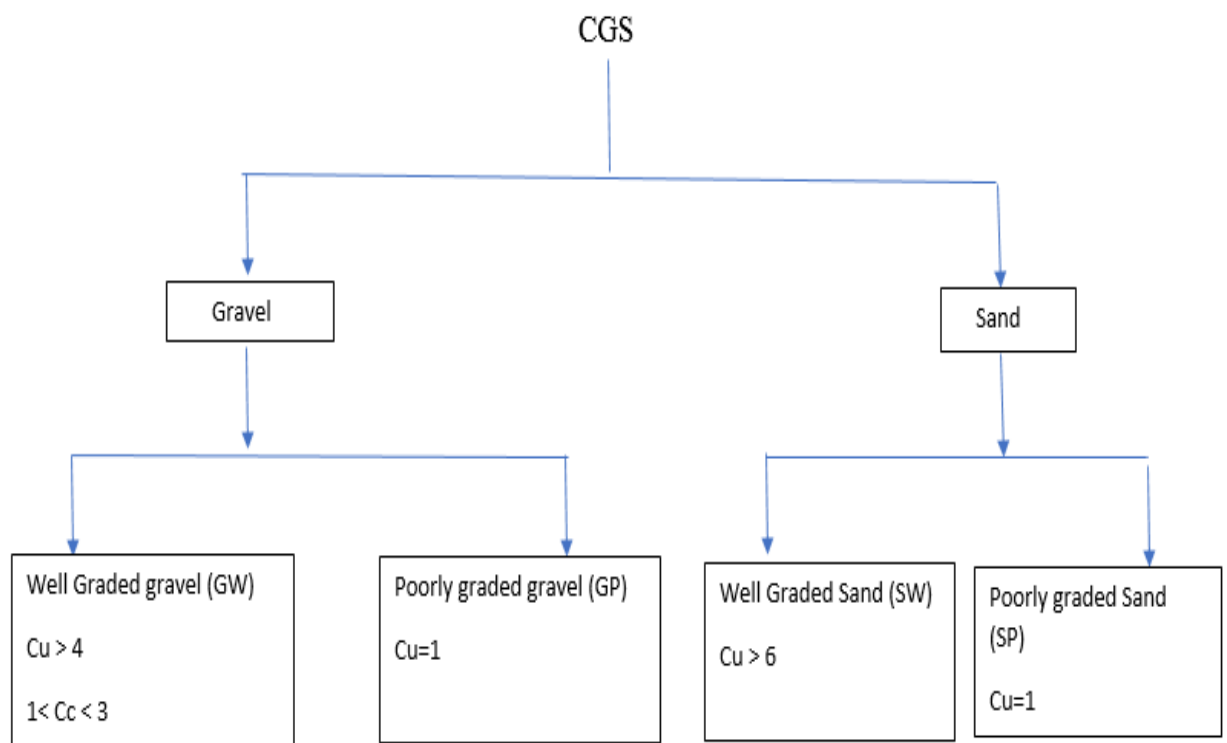 CGS
Gravel
Sand
Well Graded gravel (GW)
Cu > 4
1< Cc < 3
Poorly graded gravel (GP)
Cu=1
Well Graded Sand (SW)
Cu > 6
Poorly graded Sand
(SP)
Cu=1